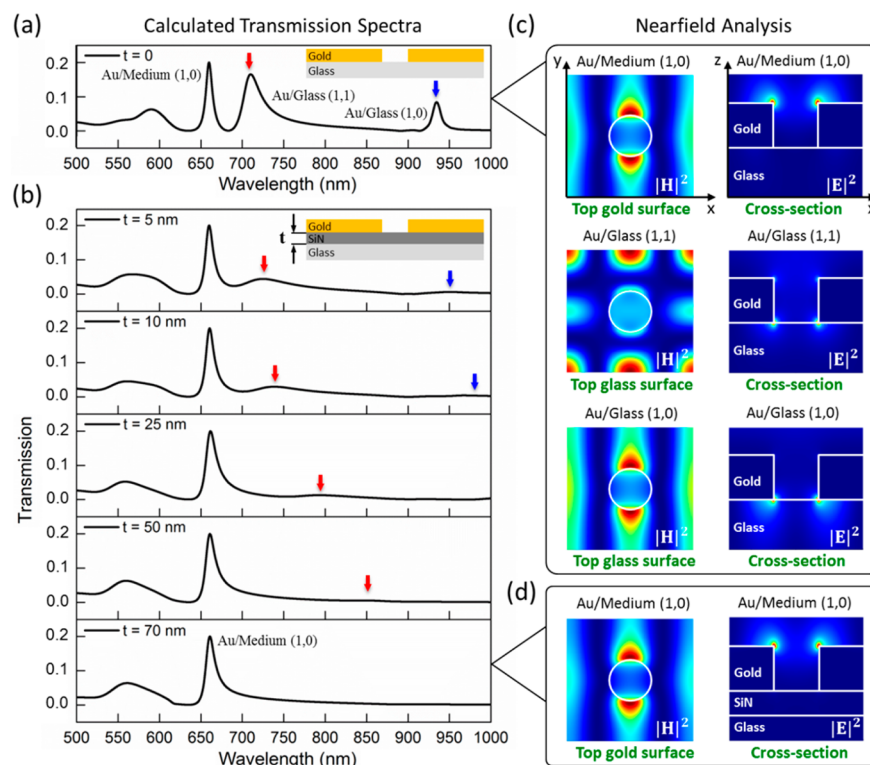 (a) Calculated Transmission Spectra
t = 0
Au/Medium (1,0)
Au/Glass (1,1)
Au/Glass (1,0)
Gold
Glass
0.2
0.1
0.0
500 550 600 650 700 750 800 850 900 950 1000
Wavelength (nm)
(b)
t = 5 nm
t
Gold
SiN
Glass
0.2
0.1
0.0
t = 10 nm
0.2
0.1
0.0
t = 25 nm
0.2
0.1
0.0
t = 50 nm
0.2
0.1
0.0
t = 70 nm
Au/Medium (1,0)
0.2
0.1
0.0
Transmission
500 550 600 650 700 750 800 850 900 950 1000
Wavelength (nm)
(c) Nearfield Analysis
y Au/Medium (1,0) z Au/Medium (1,0)
Gold
Glass
|H|² x |E|² x
Top gold surface Cross-section
Au/Glass (1,1) Au/Glass (1,1)
Gold
Glass
|H|² |E|²
Top glass surface Cross-section
Au/Glass (1,0) Au/Glass (1,0)
Gold
Glass
|H|² |E|²
Top glass surface Cross-section
(d)
Au/Medium (1,0) Au/Medium (1,0)
Gold
SiN
Glass
|H|² |E|²
Top gold surface Cross-section